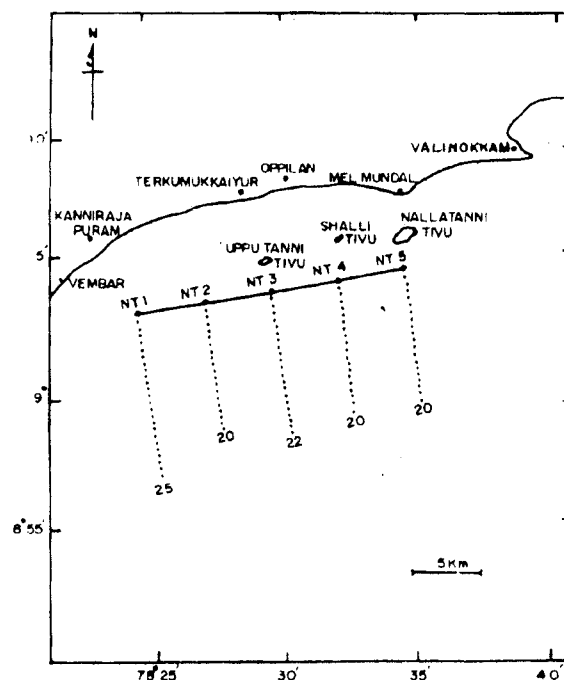 N
10'
VALINOKKAM
OPPILAN
MEL MUNDAL
TERKUMUKKAIYUR
KANNIRAJA
PURAM
NALLATANNI
TIVU
SHALLI
TIVU
UPPU TANNI
TIVU
5'
VEMBAR
NT 1
NT 2
NT 3
NT 4
NT 5
9°
20
20
22
20
25
8°55'
5 Km
78°25'
30'
35'
40'